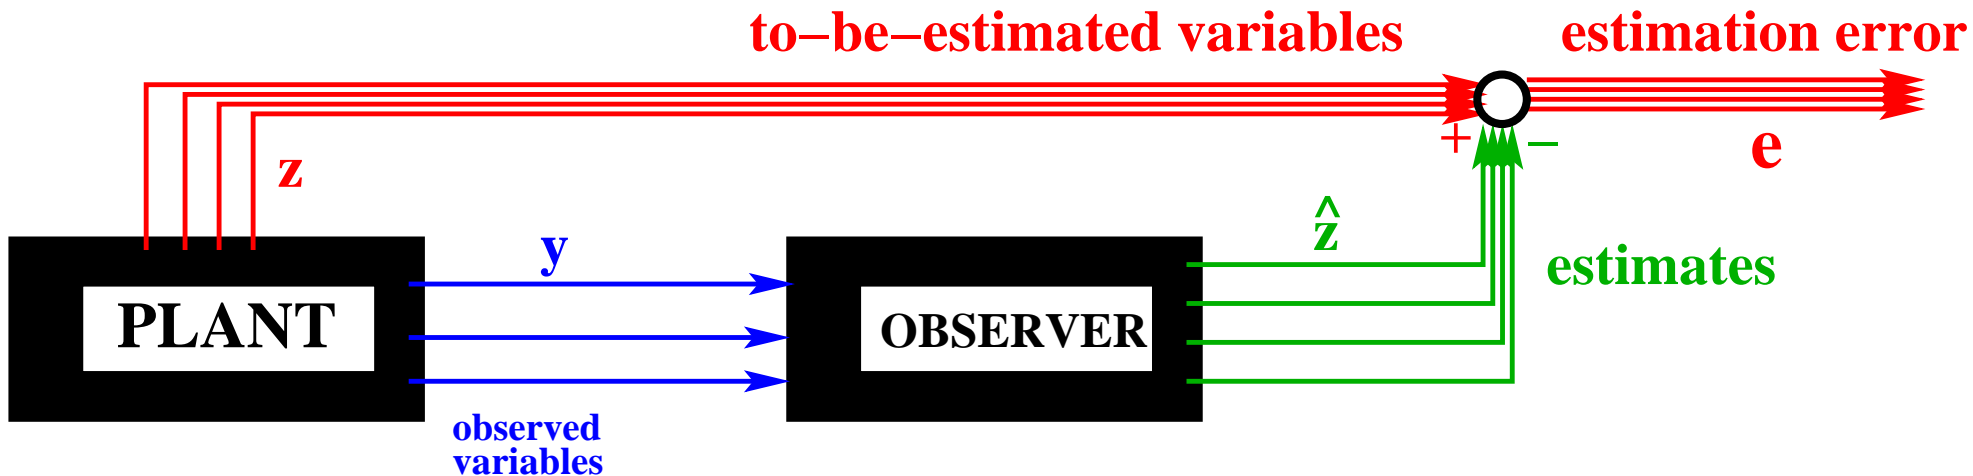 to−be−estimated variables
estimation error
+
−
e
z
ẑ
y
estimates
PLANT
OBSERVER
observed
variables